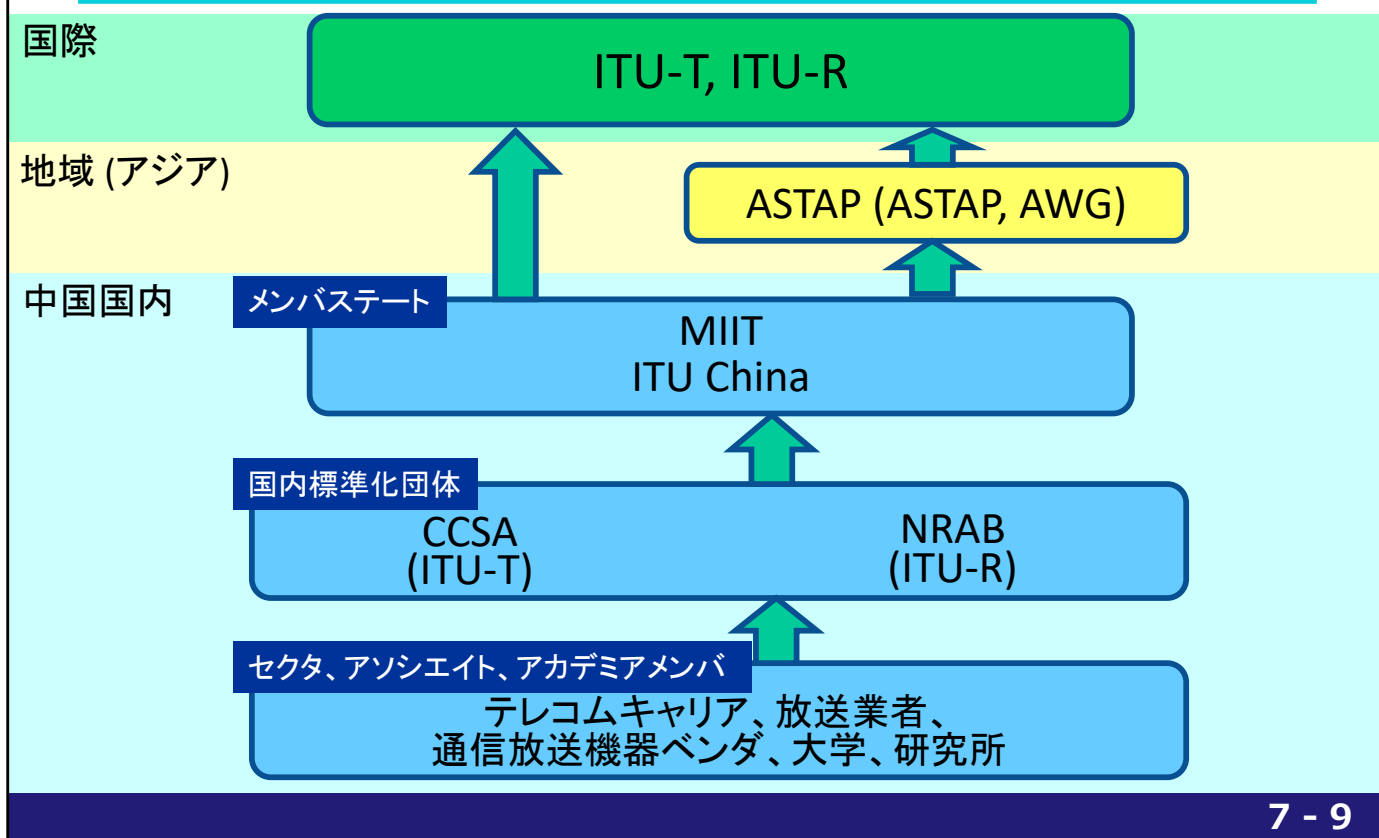 国際
ITU-T, ITU-R
地域 (アジア)
ASTAP (ASTAP, AWG)
中国国内
メンバステート
MIIT
ITU China
国内標準化団体
CCSA
(ITU-T)
NRAB
(ITU-R)
セクタ、アソシエイト、アカデミアメンバ
テレコムキャリア、放送業者、
通信放送機器ベンダ、大学、研究所
7 - 9